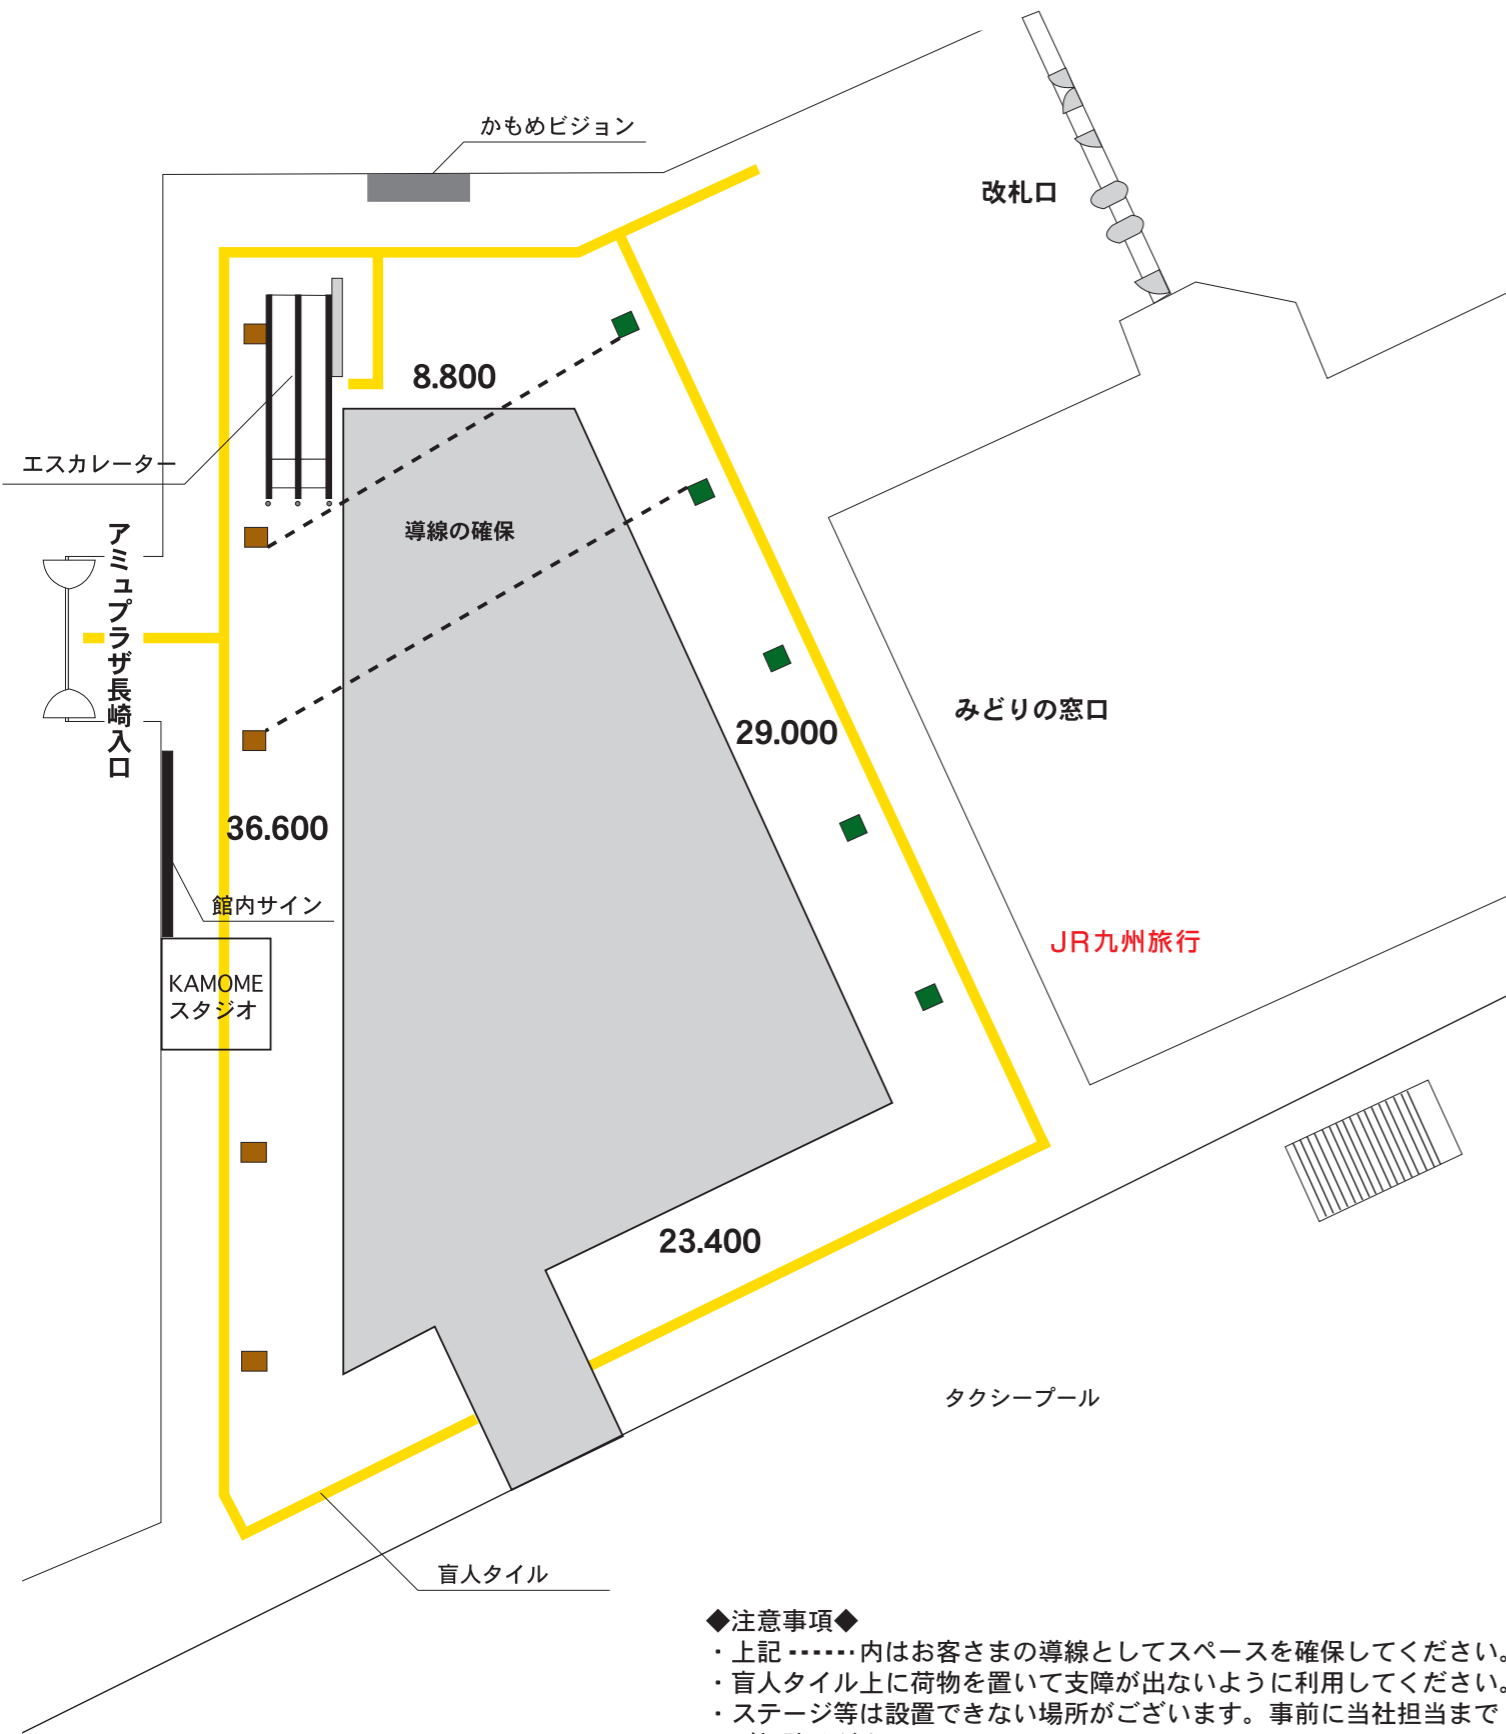 かもめビジョン
改札口
8.800
エスカレーター
導線の確保
アミュプラザ長崎入口
みどりの窓口
29.000
36.600
館内サイン
JR九州旅行
KAMOME
スタジオ
23.400
タクシープール
盲人タイル
◆注意事項◆
・上記 ‥‥‥ 内はお客さまの導線としてスペースを確保してください。
・盲人タイル上に荷物を置いて支障が出ないように利用してください。
・ステージ等は設置できない場所がございます。事前に当社担当まで